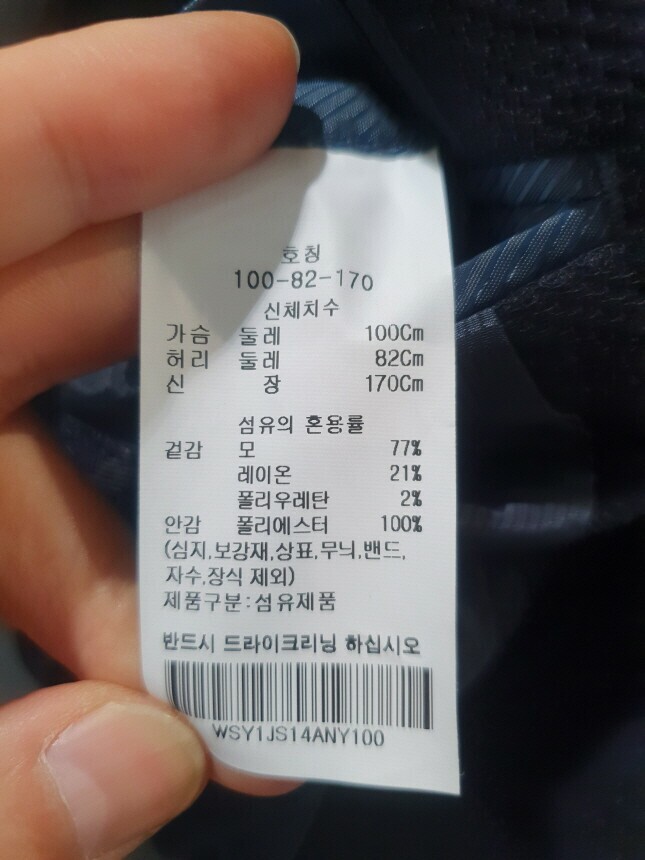 호칭
100-82-170
신체치수
가슴 둘레 100Cm
허리 둘레 82Cm
신 장 170Cm
섬유의 혼용률
겉감 모 77%
레이온 21%
폴리우레탄 2%
안감 폴리에스터 100%
(심지,보강재,상표,무늬,밴드,
자수,장식 제외)
제품구분:섬유제품
반드시 드라이크리닝 하십시오
WSY1JS14ANY100